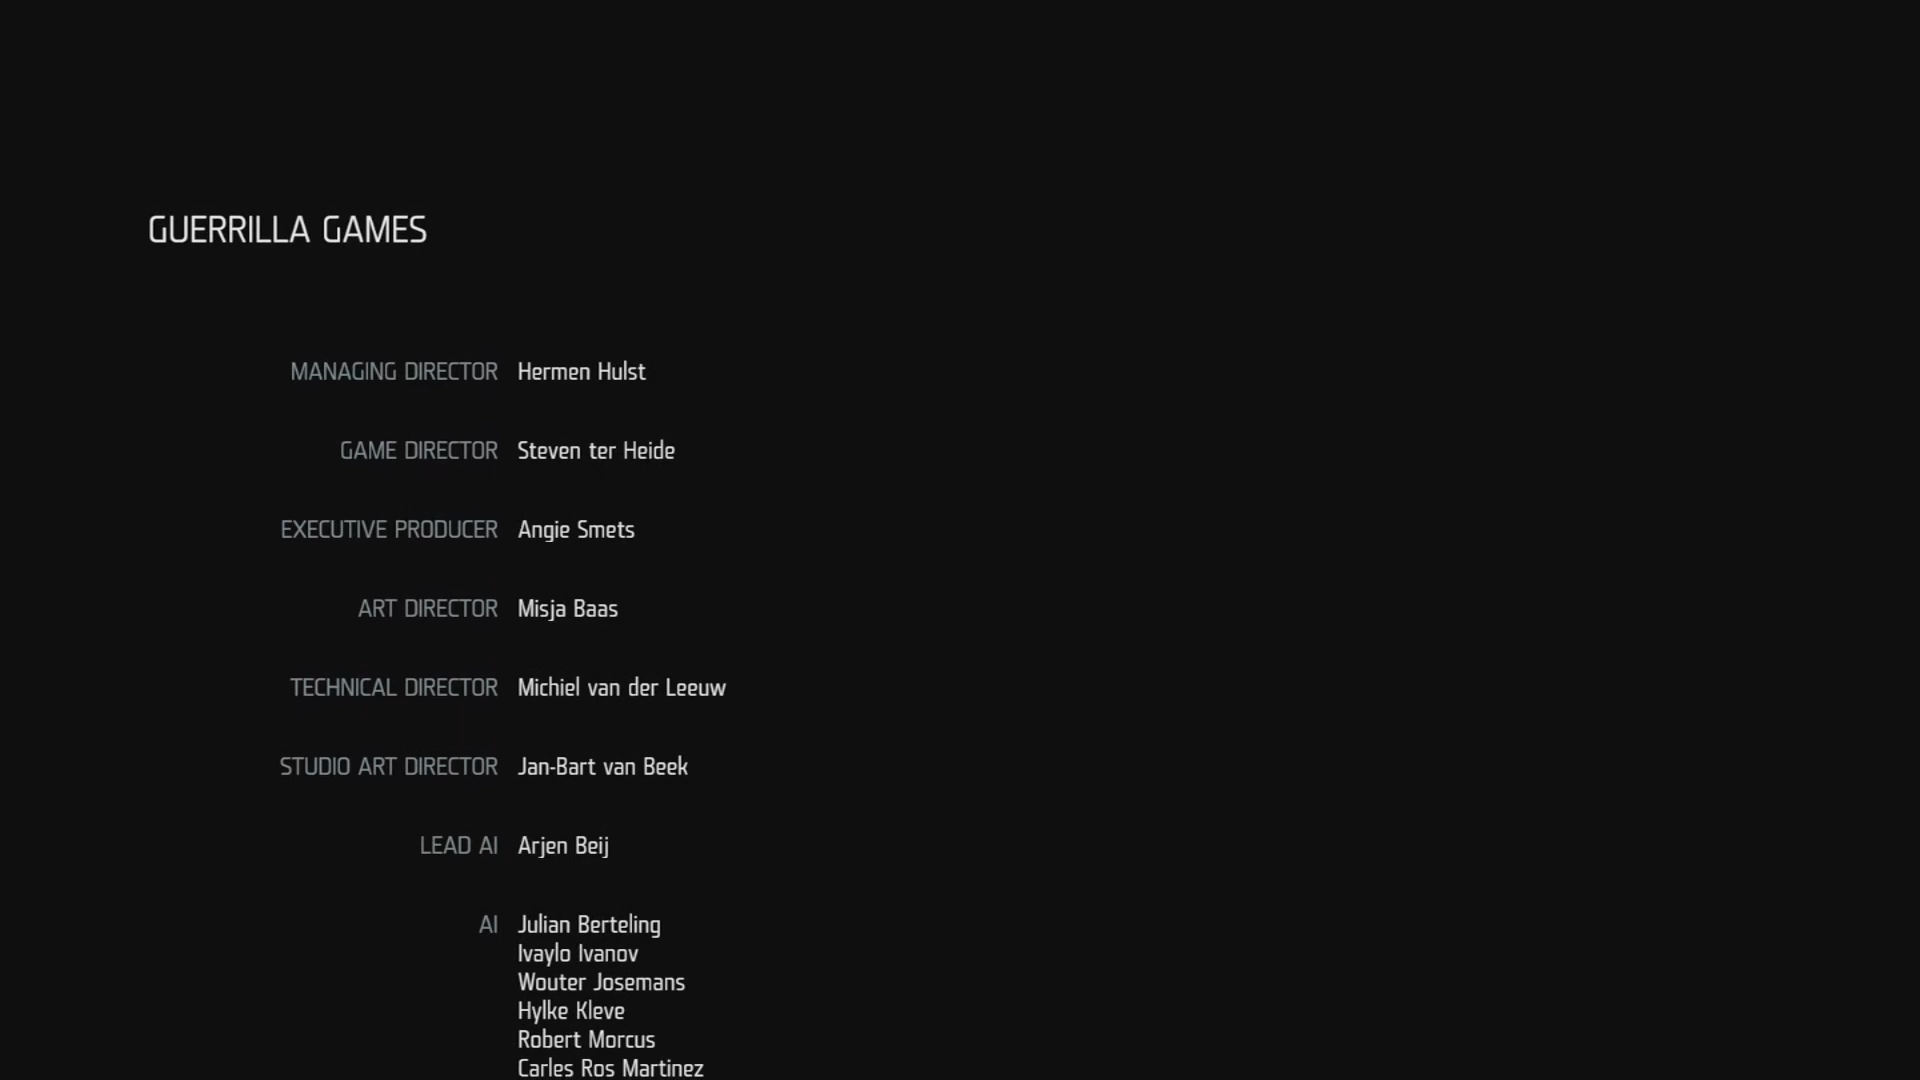 GUERRILLA GAMES
MANAGING DIRECTOR Hermen Hulst
GAME DIRECTOR Steven ter Heide
EXECUTIVE PRODUCER Angie Smets
ART DIRECTOR Misja Baas
TECHNICAL DIRECTOR Michiel van der Leeuw
STUDIO ART DIRECTOR Jan-Bart van Beek
LEAD AI Arjen Beij
AI Julian Berteling
Ivaylo Ivanov
Wouter Josemans
Hylke Kleve
Robert Morcus
Carles Ros Martinez